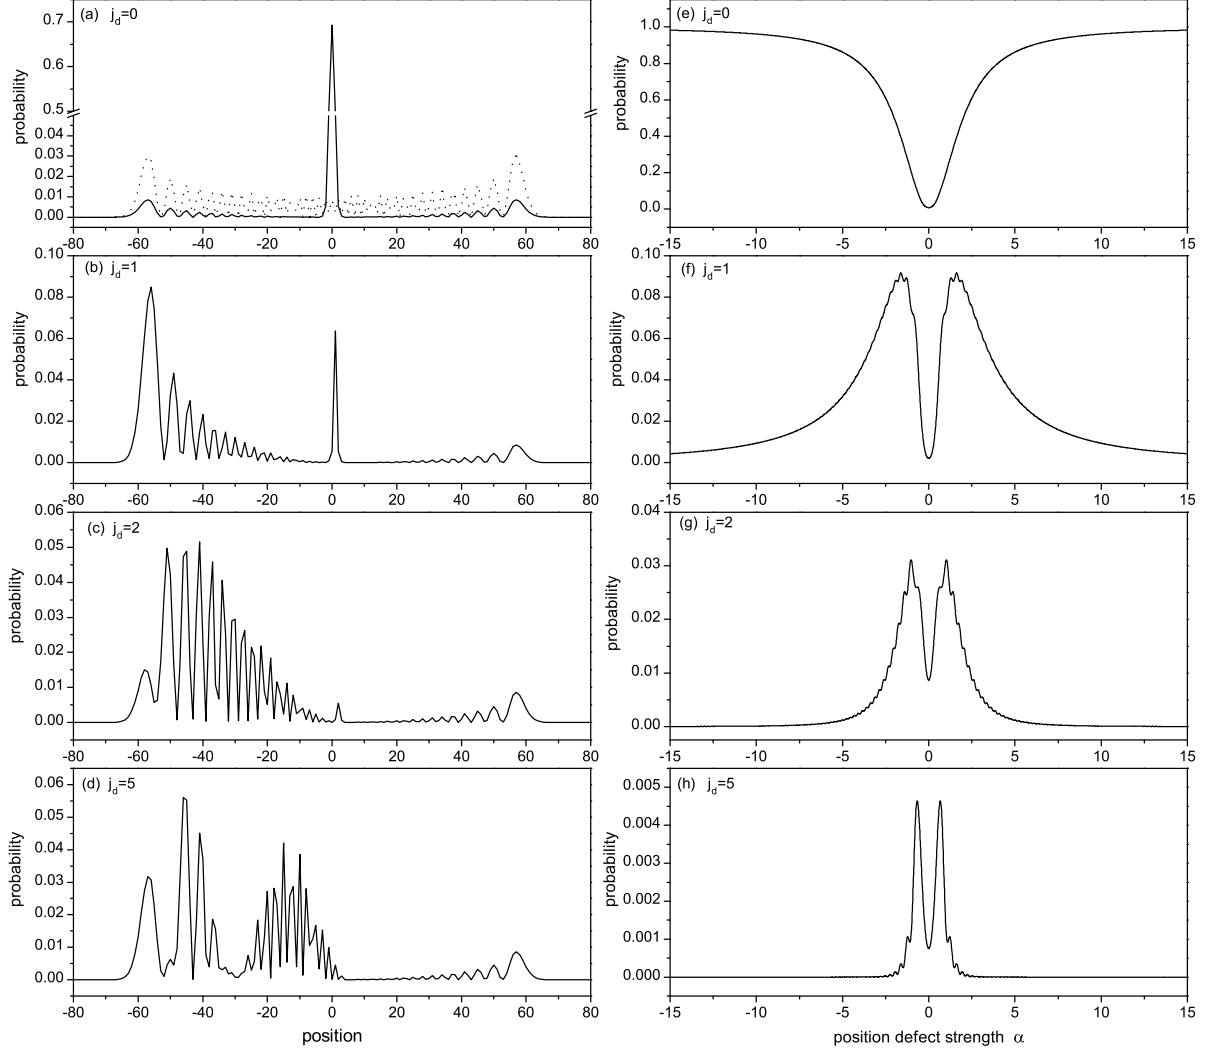 (a) j_d=0
0.7
0.6
0.5
0.04
0.03
0.02
0.01
0.00
probability
-80 -60 -40 -20 0 20 40 60 80
(e) j_d=0
1.0
0.8
0.6
0.4
0.2
0.0
probability
-15 -10 -5 0 5 10 15
(b) j_d=1
0.10
0.08
0.06
0.04
0.02
0.00
probability
-80 -60 -40 -20 0 20 40 60 80
(f) j_d=1
0.10
0.08
0.06
0.04
0.02
0.00
probability
-15 -10 -5 0 5 10 15
(c) j_d=2
0.06
0.05
0.04
0.03
0.02
0.01
0.00
probability
-80 -60 -40 -20 0 20 40 60 80
(g) j_d=2
0.04
0.03
0.02
0.01
0.00
probability
-15 -10 -5 0 5 10 15
(d) j_d=5
0.06
0.05
0.04
0.03
0.02
0.01
0.00
probability
-80 -60 -40 -20 0 20 40 60 80
position
(h) j_d=5
0.005
0.004
0.003
0.002
0.001
0.000
probability
-15 -10 -5 0 5 10 15
position defect strength α